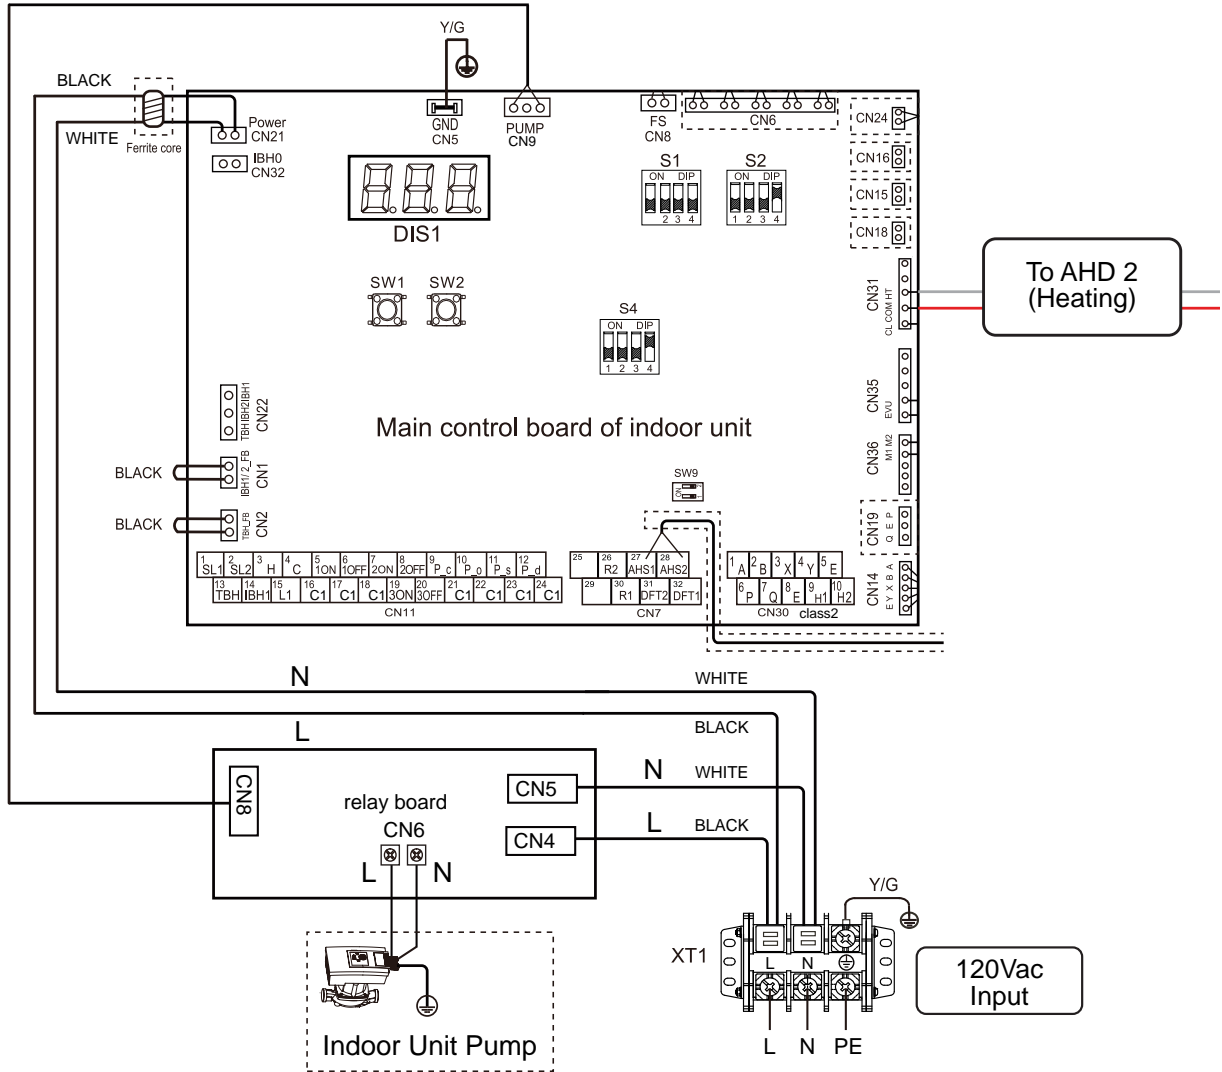 Y/G
BLACK
WHITE
Ferrite core
Power
CN21
IBH0
CN32
GND
CN5
PUMP
CN9
FS
CN8
CN6
CN24
CN16
CN15
CN18
S1
ON DIP
2 3 4
S2
ON DIP
1 2 3 4
DIS1
SW1 SW2
S4
ON DIP
1 2 3 4
CN31
CL COM HT
To AHD 2
(Heating)
CN35
EVU
CN36
M1 M2
CN19
Q E P
CN14
E Y X B A
TBH IBH2 IBH1
CN22
Main control board of indoor unit
BLACK
IBH1/ 2_FB
CN1
BLACK
TBH_FB
CN2
SW9
ON
1 2
1 2 3 4 5 6 7 8 9 10 11 12
SL1 SL2 H C 1ON 1OFF 2ON 2OFF P_c P_o P_s P_d
13 14 15 16 17 18 19 20 21 22 23 24
TBH IBH1 L1 C1 C1 C1 3ON 3OFF C1 C1 C1 C1
CN11
25 26 27 28
R2 AHS1 AHS2
29 30 31 32
R1 DFT2 DFT1
CN7
1 2 3 4 5
A B X Y E
6 7 8 9 10
P Q E H1 H2
CN30 class2
N
WHITE
L
BLACK
CN8
relay board
CN6
L N
CN5
N
WHITE
CN4
L
BLACK
Y/G
XT1
L N
L N PE
120Vac
Input
Indoor Unit Pump